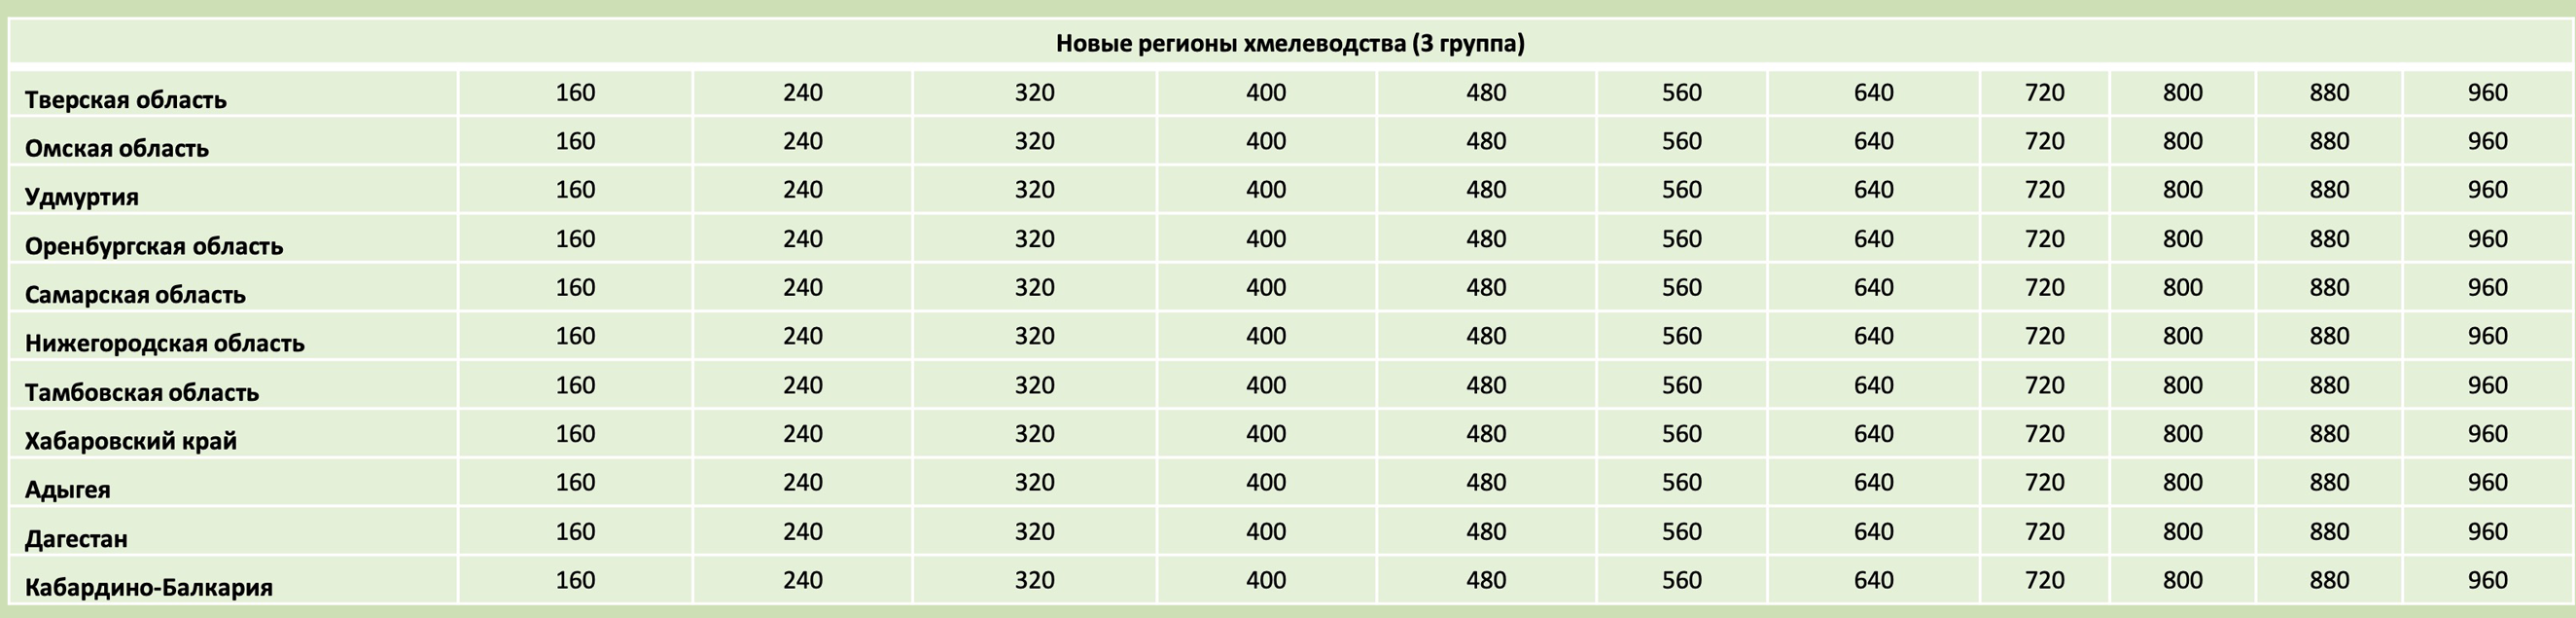 Новые регионы хмелеводства (3 группа)
Тверская область 160 240 320 400 480 560 640 720 800 880 960
Омская область 160 240 320 400 480 560 640 720 800 880 960
Удмуртия 160 240 320 400 480 560 640 720 800 880 960
Оренбургская область 160 240 320 400 480 560 640 720 800 880 960
Самарская область 160 240 320 400 480 560 640 720 800 880 960
Нижегородская область 160 240 320 400 480 560 640 720 800 880 960
Тамбовская область 160 240 320 400 480 560 640 720 800 880 960
Хабаровский край 160 240 320 400 480 560 640 720 800 880 960
Адыгея 160 240 320 400 480 560 640 720 800 880 960
Дагестан 160 240 320 400 480 560 640 720 800 880 960
Кабардино-Балкария 160 240 320 400 480 560 640 720 800 880 960